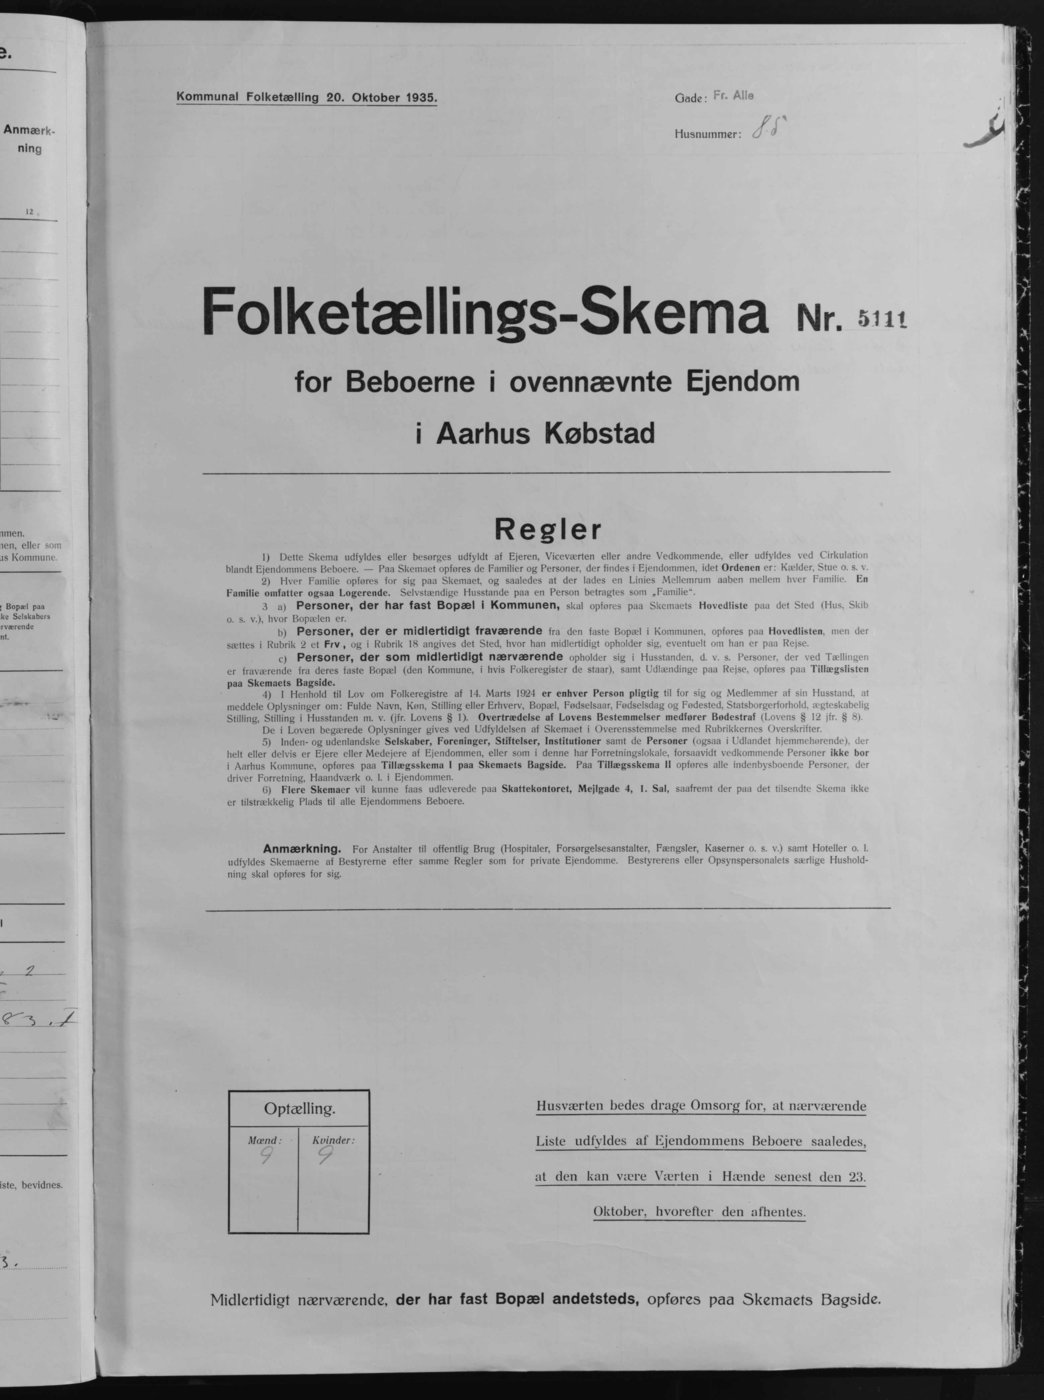 e.
Anmærk-
ning
12
mmen.
nen, eller som
us Kommune.
g Bopæl paa
ke Selskabers
rværende
nt.
l
2
83. I
iste, bevidnes.
3.
Kommunal Folketælling 20. Oktober 1935.
Gade: Fr. Alle
Husnummer: 85
Folketællings-Skema Nr. 5111
for Beboerne i ovennævnte Ejendom
i Aarhus Købstad
Regler
1) Dette Skema udfyldes eller besørges udfyldt af Ejeren, Viceværten eller andre Vedkommende, eller udfyldes ved Cirkulation
blandt Ejendommens Beboere. — Paa Skemaet opføres de Familier og Personer, der findes i Ejendommen, idet Ordenen er: Kælder, Stue o. s. v.
2) Hver Familie opføres for sig paa Skemaet, og saaledes at der lades en Linies Mellemrum aaben mellem hver Familie. En
Familie omfatter ogsaa Logerende. Selvstændige Husstande paa en Person betragtes som „Familie“.
3 a) Personer, der har fast Bopæl i Kommunen, skal opføres paa Skemaets Hovedliste paa det Sted (Hus, Skib
o. s. v.), hvor Bopælen er.
b) Personer, der er midlertidigt fraværende fra den faste Bopæl i Kommunen, opføres paa Hovedlisten, men der
sættes i Rubrik 2 et Frv, og i Rubrik 18 angives det Sted, hvor han midlertidigt opholder sig, eventuelt om han er paa Rejse.
c) Personer, der som midlertidigt nærværende opholder sig i Husstanden, d. v. s. Personer, der ved Tællingen
er fraværende fra deres faste Bopæl (den Kommune, i hvis Folkeregister de staar), samt Udlændinge paa Rejse, opføres paa Tillægslisten
paa Skemaets Bagside.
4) I Henhold til Lov om Folkeregistre af 14. Marts 1924 er enhver Person pligtig til for sig og Medlemmer af sin Husstand, at
meddele Oplysninger om: Fulde Navn, Køn, Stilling eller Erhverv, Bopæl, Fødselsaar, Fødselsdag og Fødested, Statsborgerforhold, ægteskabelig
Stilling, Stilling i Husstanden m. v. (jfr. Lovens § 1). Overtrædelse af Lovens Bestemmelser medfører Bødestraf (Lovens § 12 jfr. § 8).
De i Loven begærede Oplysninger gives ved Udfyldelsen af Skemaet i Overensstemmelse med Rubrikkernes Overskrifter.
5) Inden- og udenlandske Selskaber, Foreninger, Stiftelser, Institutioner samt de Personer (ogsaa i Udlandet hjemmehørende), der
helt eller delvis er Ejere eller Medejere af Ejendommen, eller som i denne har Forretningslokale, forsaavidt vedkommende Personer ikke bor
i Aarhus Kommune, opføres paa Tillægsskema I paa Skemaets Bagside. Paa Tillægsskema II opføres alle indenbysboende Personer, der
driver Forretning, Haandværk o. l. i Ejendommen.
6) Flere Skemaer vil kunne faas udleverede paa Skattekontoret, Mejlgade 4, 1. Sal, saafremt der paa det tilsendte Skema ikke
er tilstrækkelig Plads til alle Ejendommens Beboere.
Anmærkning. For Anstalter til offentlig Brug (Hospitaler, Forsørgelsesanstalter, Fængsler, Kaserner o. s. v.) samt Hoteller o. l.
udfyldes Skemaerne af Bestyrerne efter samme Regler som for private Ejendomme. Bestyrerens eller Opsynspersonalets særlige Hushold-
ning skal opføres for sig.
Optælling.
Mænd: Kvinder:
9 9
Husværten bedes drage Omsorg for, at nærværende
Liste udfyldes af Ejendommens Beboere saaledes,
at den kan være Værten i Hænde senest den 23.
Oktober, hvorefter den afhentes.
Midlertidigt nærværende, der har fast Bopæl andetsteds, opføres paa Skemaets Bagside.